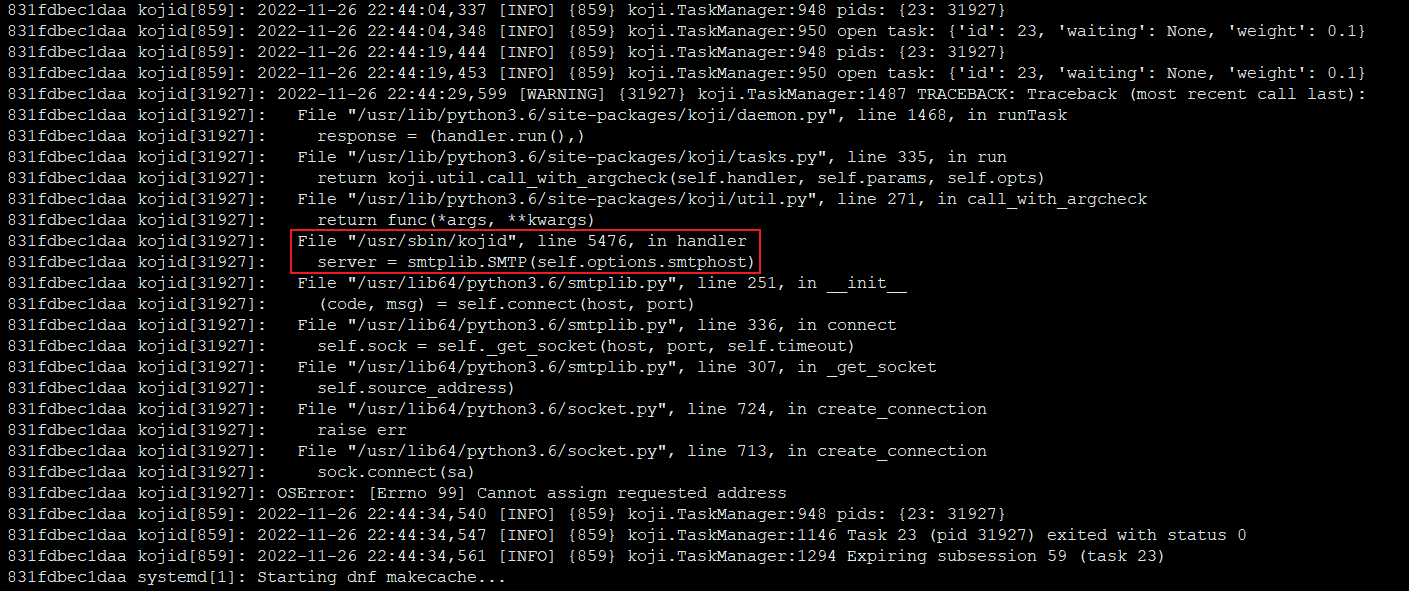 831fdbec1daa kojid[859]: 2022-11-26 22:44:04,337 [INFO] {859} koji.TaskManager:948 pids: {23: 31927}
831fdbec1daa kojid[859]: 2022-11-26 22:44:04,348 [INFO] {859} koji.TaskManager:950 open task: {'id': 23, 'waiting': None, 'weight': 0.1}
831fdbec1daa kojid[859]: 2022-11-26 22:44:19,444 [INFO] {859} koji.TaskManager:948 pids: {23: 31927}
831fdbec1daa kojid[859]: 2022-11-26 22:44:19,453 [INFO] {859} koji.TaskManager:950 open task: {'id': 23, 'waiting': None, 'weight': 0.1}
831fdbec1daa kojid[31927]: 2022-11-26 22:44:29,599 [WARNING] {31927} koji.TaskManager:1487 TRACEBACK: Traceback (most recent call last):
831fdbec1daa kojid[31927]:   File "/usr/lib/python3.6/site-packages/koji/daemon.py", line 1468, in runTask
831fdbec1daa kojid[31927]:     response = (handler.run(),)
831fdbec1daa kojid[31927]:   File "/usr/lib/python3.6/site-packages/koji/tasks.py", line 335, in run
831fdbec1daa kojid[31927]:     return koji.util.call_with_argcheck(self.handler, self.params, self.opts)
831fdbec1daa kojid[31927]:   File "/usr/lib/python3.6/site-packages/koji/util.py", line 271, in call_with_argcheck
831fdbec1daa kojid[31927]:     return func(*args, **kwargs)
831fdbec1daa kojid[31927]:   File "/usr/sbin/kojid", line 5476, in handler
831fdbec1daa kojid[31927]:     server = smtplib.SMTP(self.options.smtphost)
831fdbec1daa kojid[31927]:   File "/usr/lib64/python3.6/smtplib.py", line 251, in __init__
831fdbec1daa kojid[31927]:     (code, msg) = self.connect(host, port)
831fdbec1daa kojid[31927]:   File "/usr/lib64/python3.6/smtplib.py", line 336, in connect
831fdbec1daa kojid[31927]:     self.sock = self._get_socket(host, port, self.timeout)
831fdbec1daa kojid[31927]:   File "/usr/lib64/python3.6/smtplib.py", line 307, in _get_socket
831fdbec1daa kojid[31927]:     self.source_address)
831fdbec1daa kojid[31927]:   File "/usr/lib64/python3.6/socket.py", line 724, in create_connection
831fdbec1daa kojid[31927]:     raise err
831fdbec1daa kojid[31927]:   File "/usr/lib64/python3.6/socket.py", line 713, in create_connection
831fdbec1daa kojid[31927]:     sock.connect(sa)
831fdbec1daa kojid[31927]: OSError: [Errno 99] Cannot assign requested address
831fdbec1daa kojid[859]: 2022-11-26 22:44:34,540 [INFO] {859} koji.TaskManager:948 pids: {23: 31927}
831fdbec1daa kojid[859]: 2022-11-26 22:44:34,547 [INFO] {859} koji.TaskManager:1146 Task 23 (pid 31927) exited with status 0
831fdbec1daa kojid[859]: 2022-11-26 22:44:34,561 [INFO] {859} koji.TaskManager:1294 Expiring subsession 59 (task 23)
831fdbec1daa systemd[1]: Starting dnf makecache...